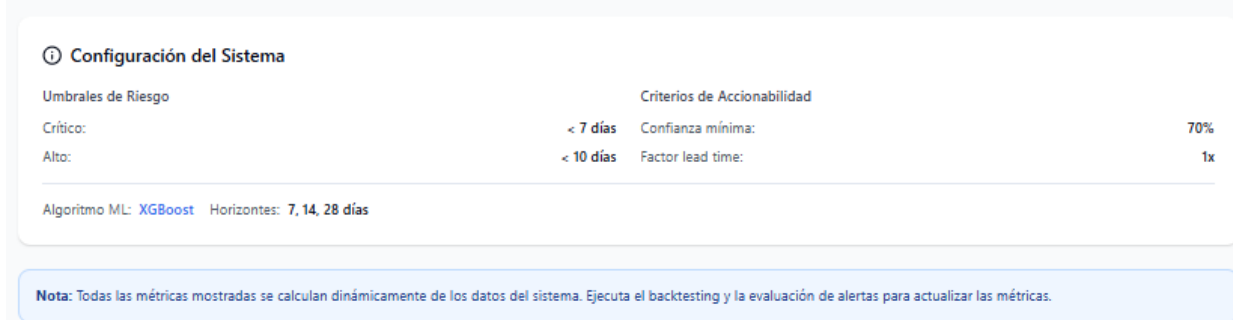 Configuración del Sistema
Umbrales de Riesgo
Crítico: < 7 días
Alto: < 10 días
Criterios de Accionabilidad
Confianza mínima: 70%
Factor lead time: 1x
Algoritmo ML: XGBoost Horizontes: 7, 14, 28 días
Nota: Todas las métricas mostradas se calculan dinámicamente de los datos del sistema. Ejecuta el backtesting y la evaluación de alertas para actualizar las métricas.